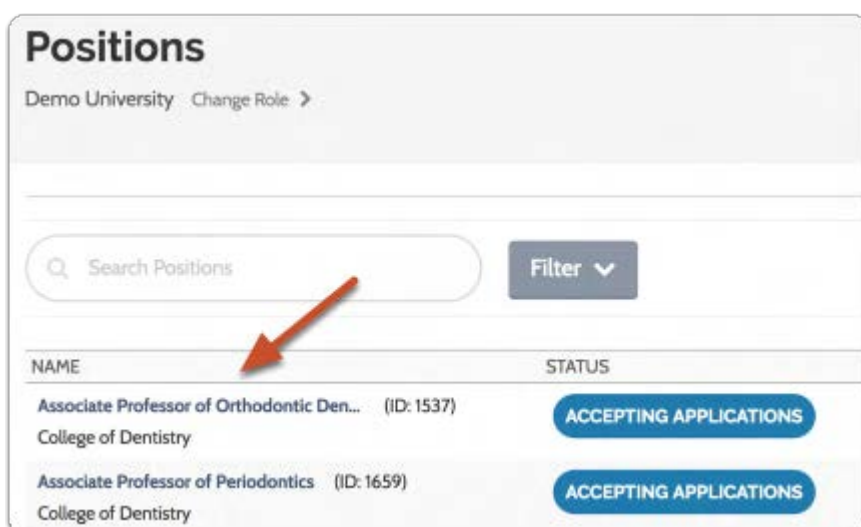 Positions
Demo University Change Role
Search Positions
Filter
NAME STATUS
Associate Professor of Orthodontic Den... (ID: 1537) ACCEPTING APPLICATIONS
College of Dentistry
Associate Professor of Periodontics (ID: 1659) ACCEPTING APPLICATIONS
College of Dentistry